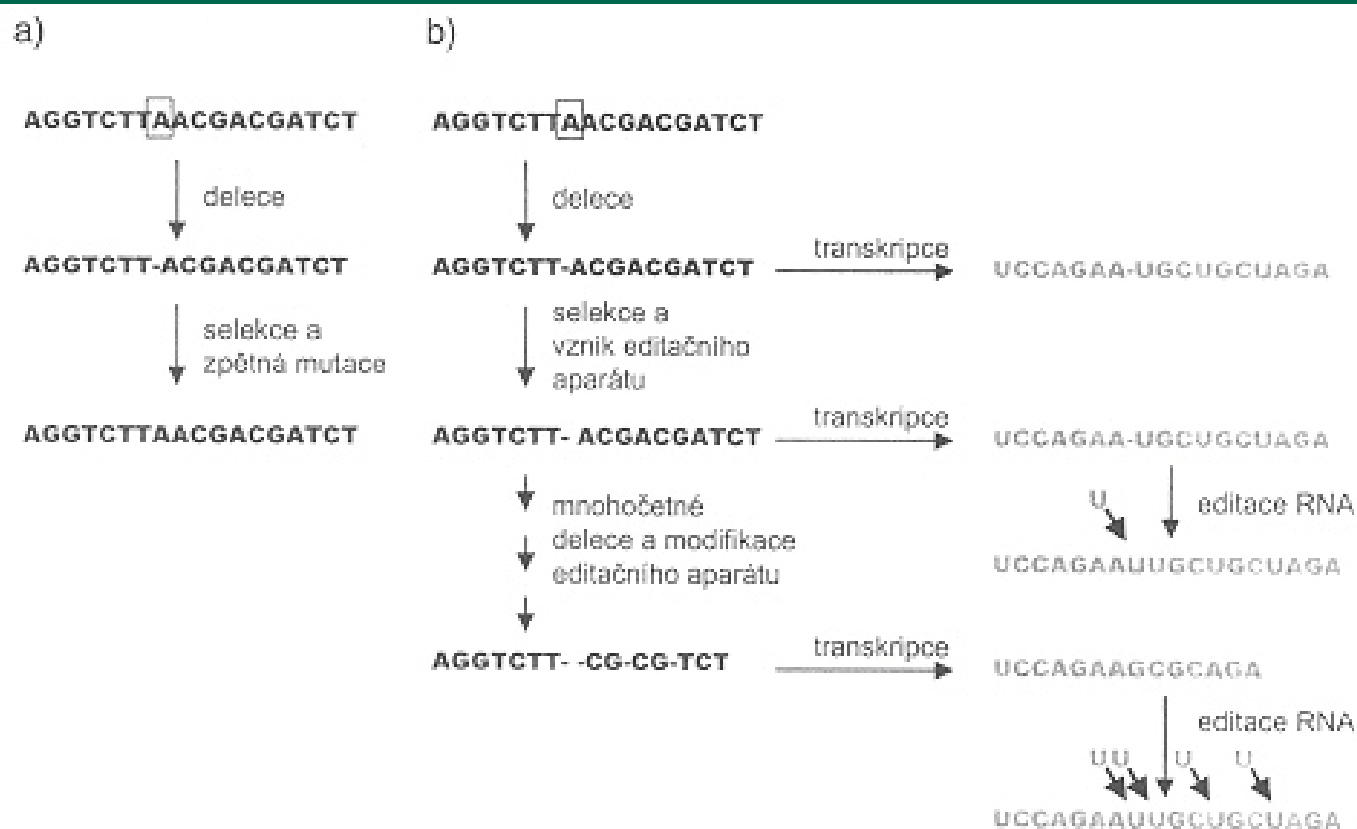 a)
AGGTCTTAACGACGATCT
delece
AGGTCTT-ACGACGATCT
selekce a
zpětná mutace
AGGTCTTAACGACGATCT
b)
AGGTCTTAACGACGATCT
delece
AGGTCTT-ACGACGATCT
transkripce
UCCAGAA-UGCUGCUAGA
selekce a
vznik editačního
aparátu
AGGTCTT- ACGACGATCT
transkripce
UCCAGAA-UGCUGCUAGA
U
editace RNA
UCCAGAAUUGCUGCUAGA
mnohočetné
delece a modifikace
editačního aparátu
AGGTCTT- -CG-CG-TCT
transkripce
UCCAGAAGCGCAGA
editace RNA
UU U U
UCCAGAAUUGCUGCUAGA